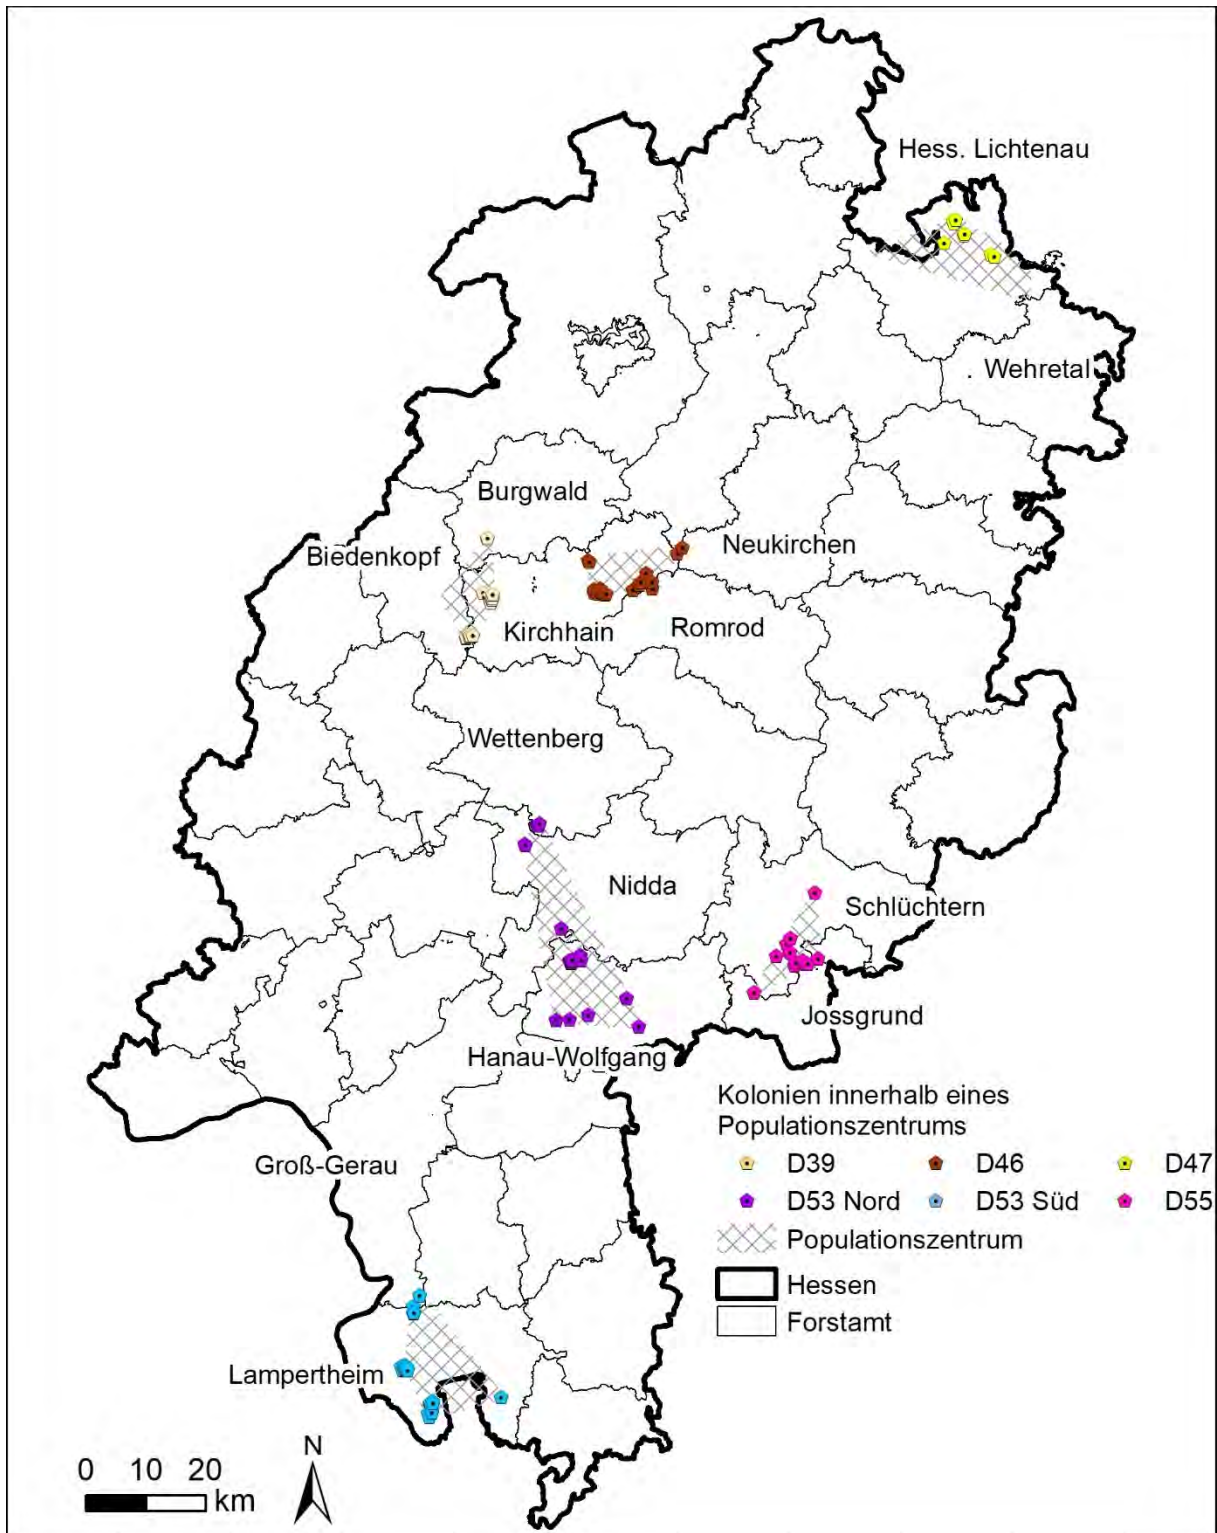 Hess. Lichtenau
Wehretal
Burgwald
Biedenkopf
Neukirchen
Kirchhain
Romrod
Wettenberg
Nidda
Schlüchtern
Jossgrund
Hanau-Wolfgang
Kolonien innerhalb eines
Populationszentrums
D39 D46 D47
D53 Nord D53 Süd D55
Populationszentrum
Hessen
Forstamt
Groß-Gerau
Lampertheim
N
0 10 20
km